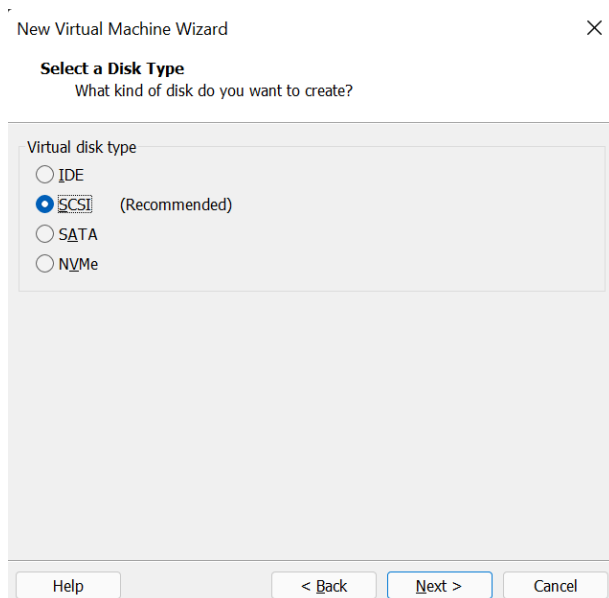 New Virtual Machine Wizard
Select a Disk Type
What kind of disk do you want to create?
Virtual disk type
IDE
SCSI (Recommended)
SATA
NVMe
Help < Back Next > Cancel